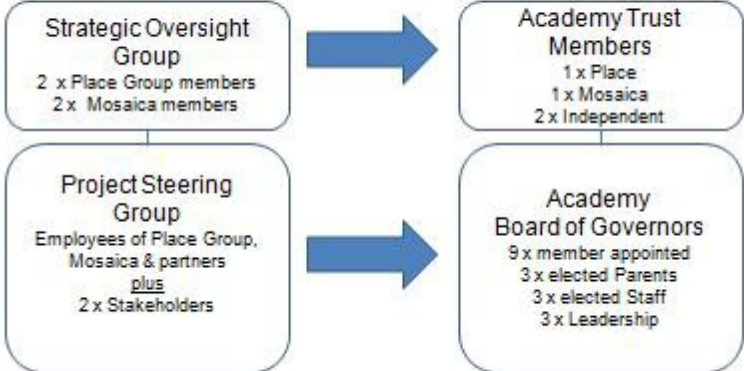 Strategic Oversight
Group
2 x Place Group members
2x Mosaica members
Academy Trust
Members
1 x Place
1 x Mosaica
2 x Independent
Project Steering
Group
Employees of Place Group,
Mosaica & partners
plus
2 x Stakeholders
Academy
Board of Governors
9 x member appointed
3 x elected Parents
3 x elected Staff
3 x Leadership